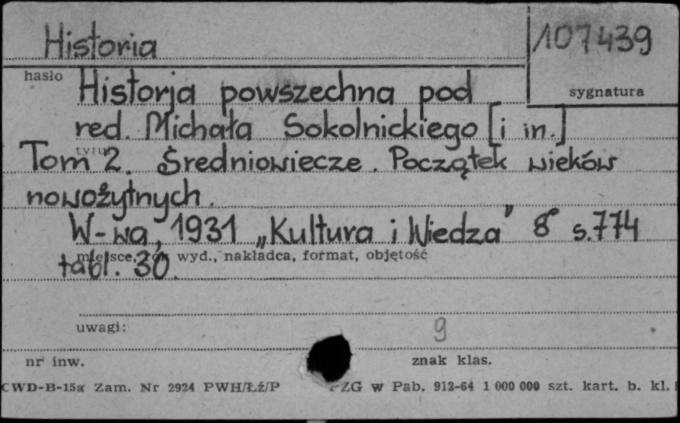 Historia
107439
hasło
sygnatura
Historja powszechna pod
red. Michała Sokolnickiego [i in.]
tytuł
Tom 2. Średniowiecze. Początek wieków
nowożytnych.
W-wa, 1931 „Kultura i Wiedza” 8° s.774
miejsce, rok wyd., nakładca, format, objętość
tabl. 30.
uwagi:
9
nr inw.
znak klas.
CWD-B-15a Zam. Nr 2924 PWH/Łź/P PZG w Pab. 912-64 1 000 000 szt. kart. b. kl.